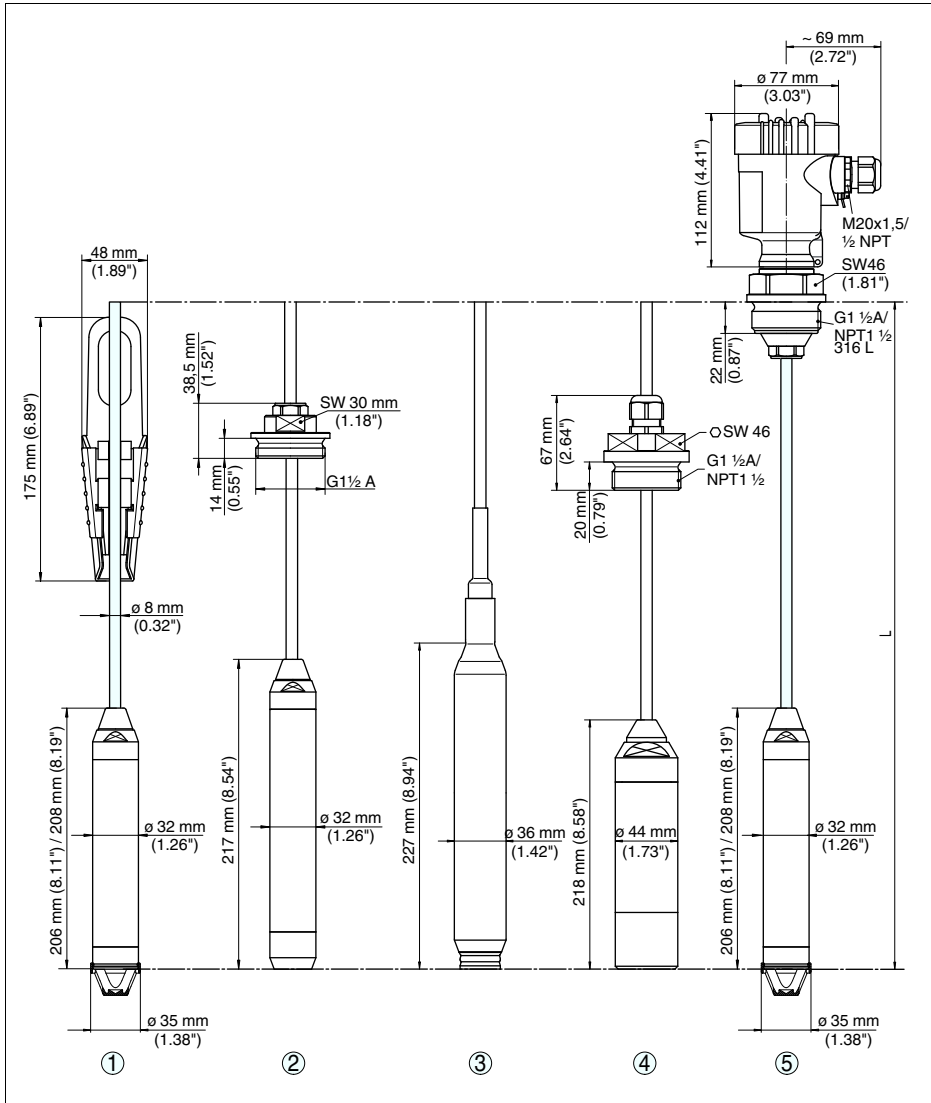 ~ 69 mm
(2.72")
ø 77 mm
(3.03")
112 mm (4.41")
M20x1,5/
½ NPT
SW46
(1.81")
G1 ½A/
NPT1 ½
316 L
22 mm
(0.87")
48 mm
(1.89")
175 mm (6.89")
ø 8 mm
(0.32")
38,5 mm
(1.52")
SW 30 mm
(1.18")
14 mm
(0.55")
G1½ A
67 mm
(2.64")
SW 46
G1 ½A/
NPT1 ½
20 mm
(0.79")
L
206 mm (8.11") / 208 mm (8.19")
ø 32 mm
(1.26")
ø 35 mm
(1.38")
217 mm (8.54")
ø 32 mm
(1.26")
227 mm (8.94")
ø 36 mm
(1.42")
218 mm (8.58")
ø 44 mm
(1.73")
206 mm (8.11") / 208 mm (8.19")
ø 32 mm
(1.26")
ø 35 mm
(1.38")
1
2
3
4
5